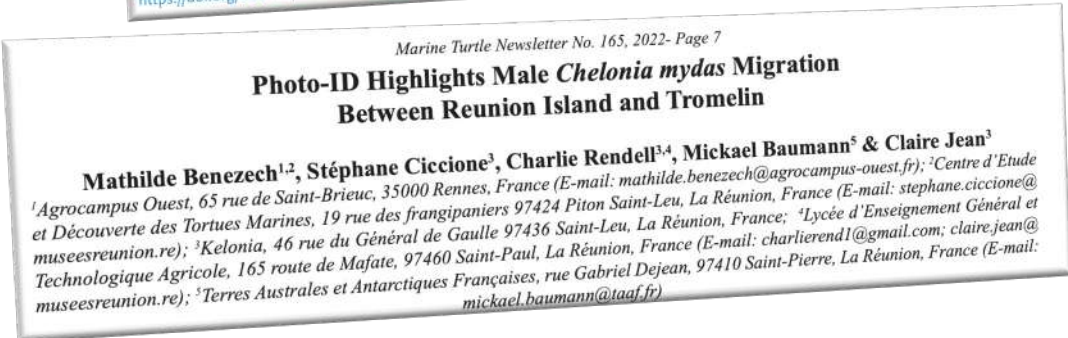 Marine Turtle Newsletter No. 165, 2022- Page 7
Photo-ID Highlights Male Chelonia mydas Migration
Between Reunion Island and Tromelin
Mathilde Benezech¹,², Stéphane Ciccione³, Charlie Rendell³,⁴, Mickael Baumann⁵ & Claire Jean³
¹Agrocampus Ouest, 65 rue de Saint-Brieuc, 35000 Rennes, France (E-mail: mathilde.benezech@agrocampus-ouest.fr); ²Centre d'Etude
et Découverte des Tortues Marines, 19 rue des frangipaniers 97424 Piton Saint-Leu, La Réunion, France (E-mail: stephane.ciccione@
museesreunion.re); ³Kelonia, 46 rue du Général de Gaulle 97436 Saint-Leu, La Réunion, France; ⁴Lycée d'Enseignement Général et
Technologique Agricole, 165 route de Mafate, 97460 Saint-Paul, La Réunion, France (E-mail: charlierend1@gmail.com; claire.jean@
museesreunion.re); ⁵Terres Australes et Antarctiques Françaises, rue Gabriel Dejean, 97410 Saint-Pierre, La Réunion, France (E-mail:
mickael.baumann@taaf.fr)